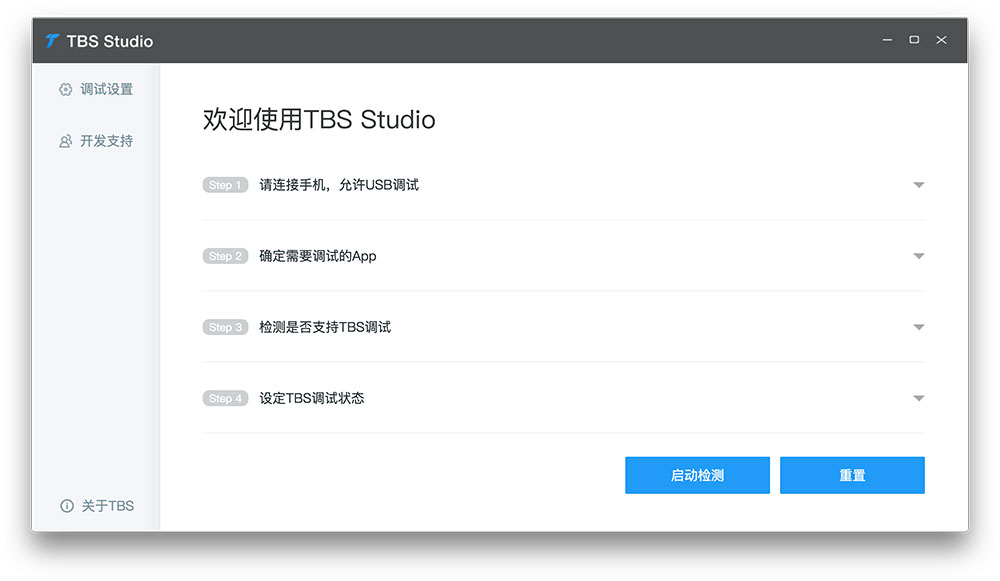 TBS Studio
调试设置
开发支持
欢迎使用TBS Studio
Step 1 请连接手机，允许USB调试
Step 2 确定需要调试的App
Step 3 检测是否支持TBS调试
Step 4 设定TBS调试状态
启动检测 重置
关于TBS